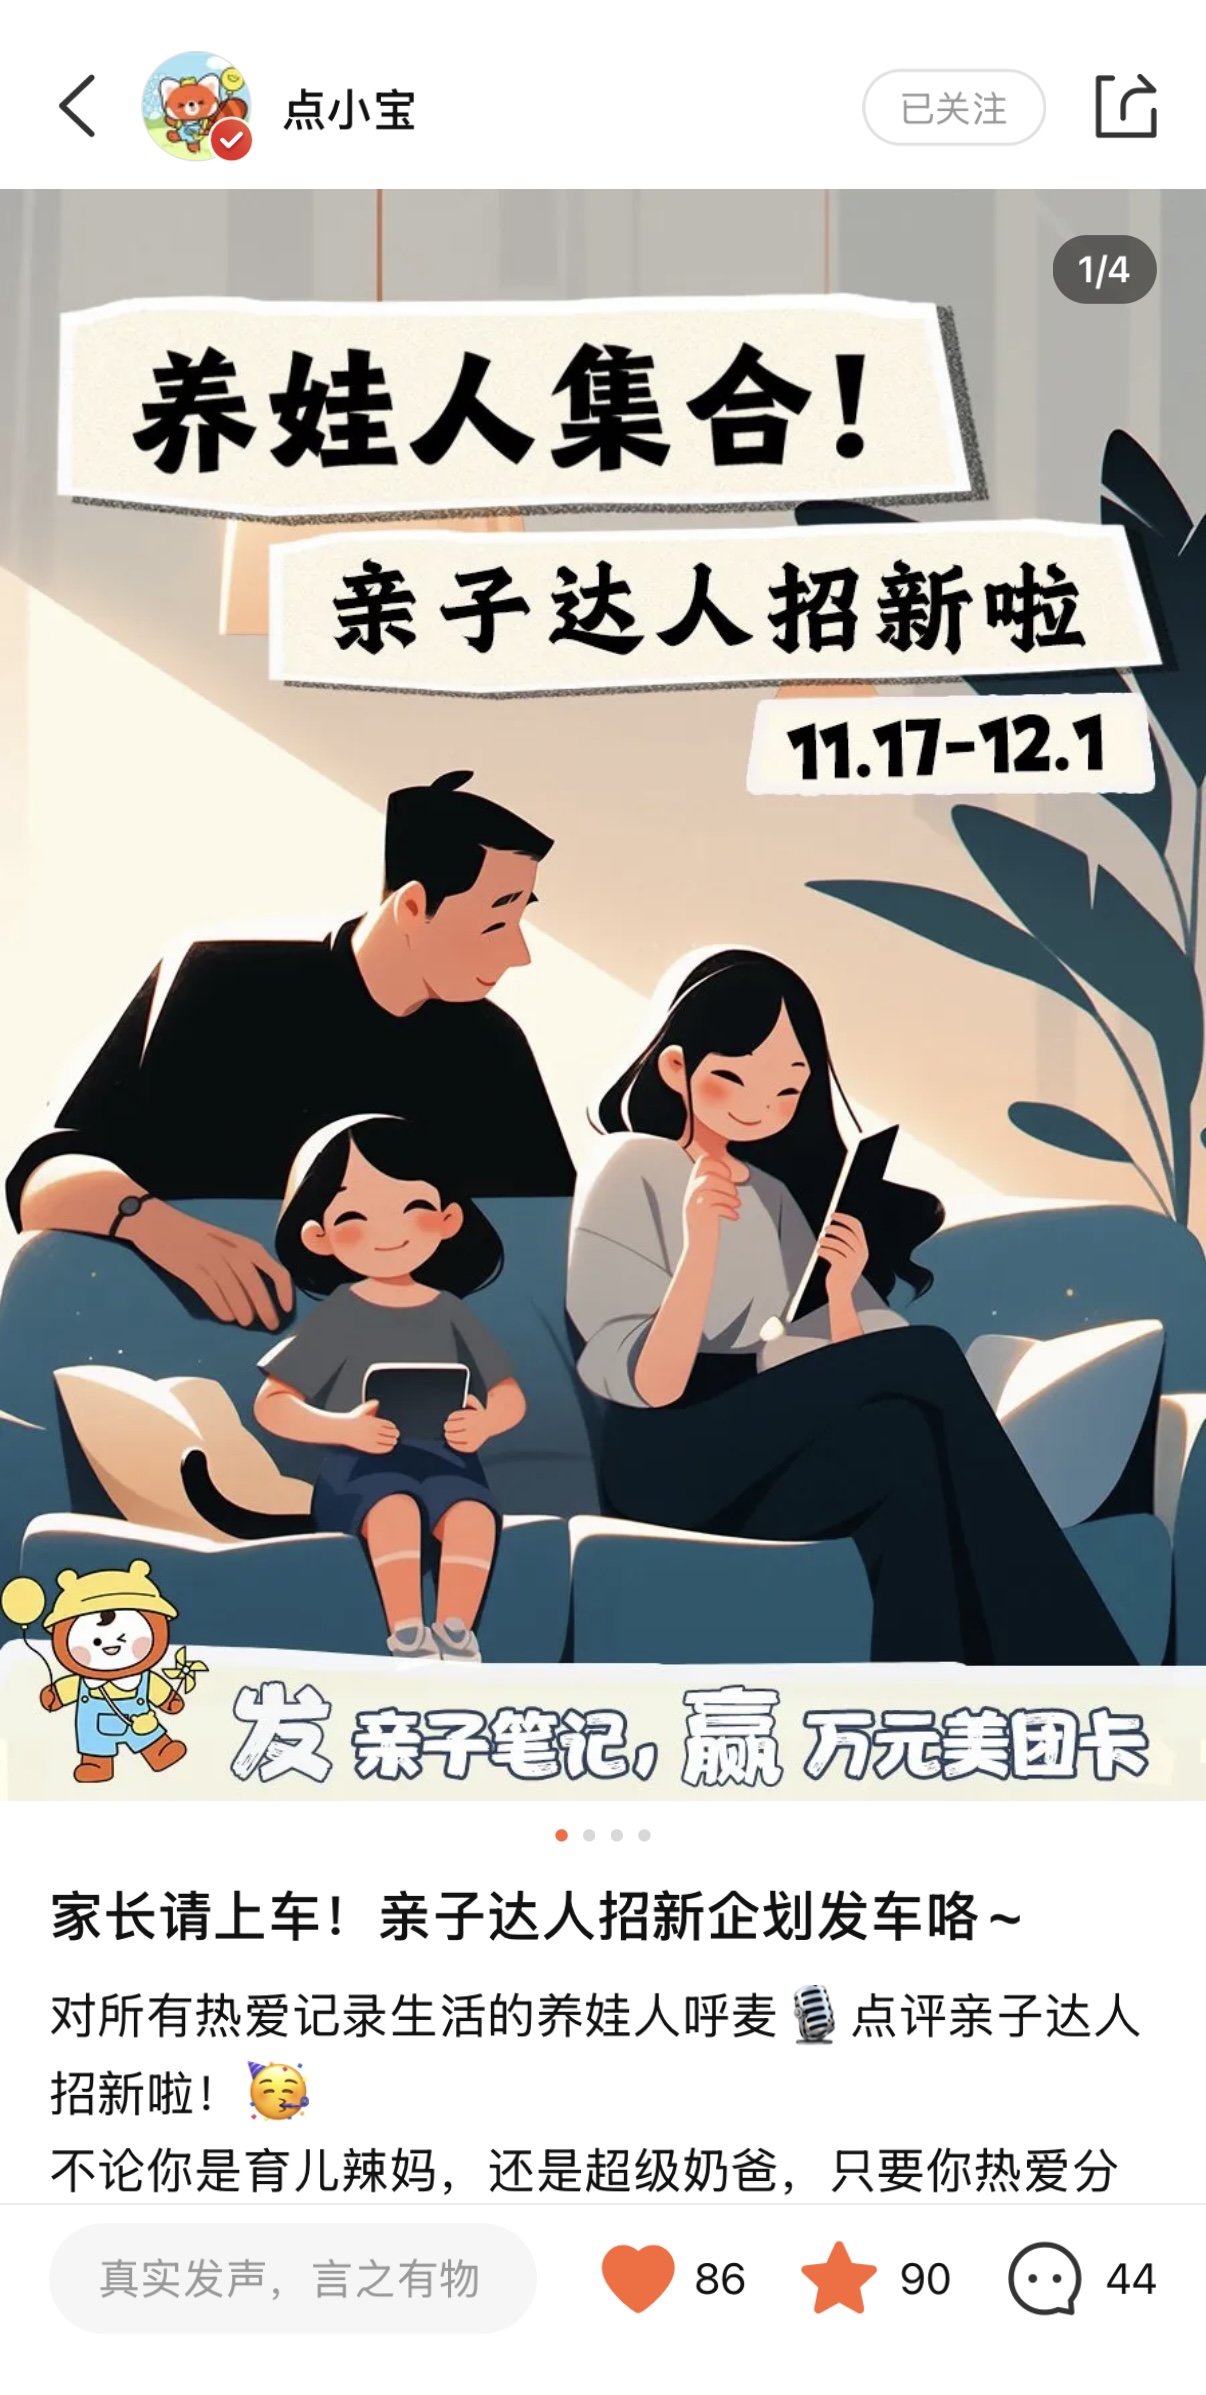 点小宝
已关注
1/4
养娃人集合!
亲子达人招新啦
11.17-12.1
发 亲子笔记，赢 万元美团卡
家长请上车！亲子达人招新企划发车咯～
对所有热爱记录生活的养娃人呼麦🎙️点评亲子达人
招新啦！🥳
不论你是育儿辣妈，还是超级奶爸，只要你热爱分
真实发声，言之有物
86
90
44